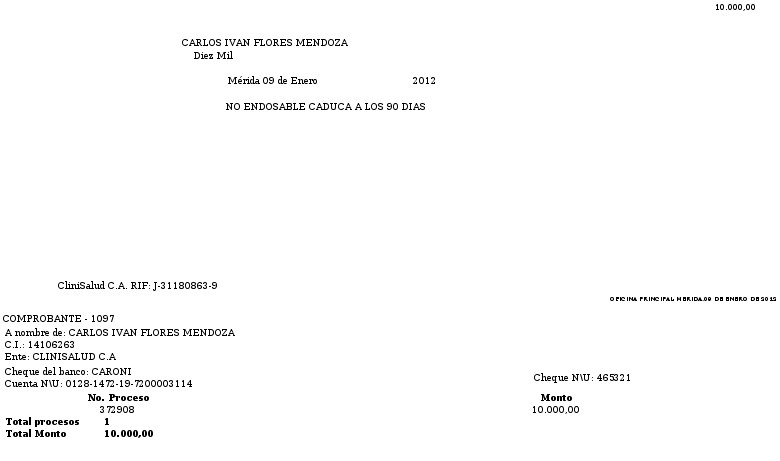 10.000,00
CARLOS IVAN FLORES MENDOZA
Diez Mil
Mérida 09 de Enero 2012
NO ENDOSABLE CADUCA A LOS 90 DIAS
CliniSalud C.A. RIF: J-31180863-9
OFICINA PRINCIPAL MERIDA,09 DE ENERO DE 2012
COMPROBANTE - 1097
A nombre de: CARLOS IVAN FLORES MENDOZA
C.I.: 14106263
Ente: CLINISALUD C.A
Cheque del banco: CARONI
Cheque N\U: 465321
Cuenta N\U: 0128-1472-19-7200003114
No. Proceso Monto
372908 10.000,00
Total procesos 1
Total Monto 10.000,00